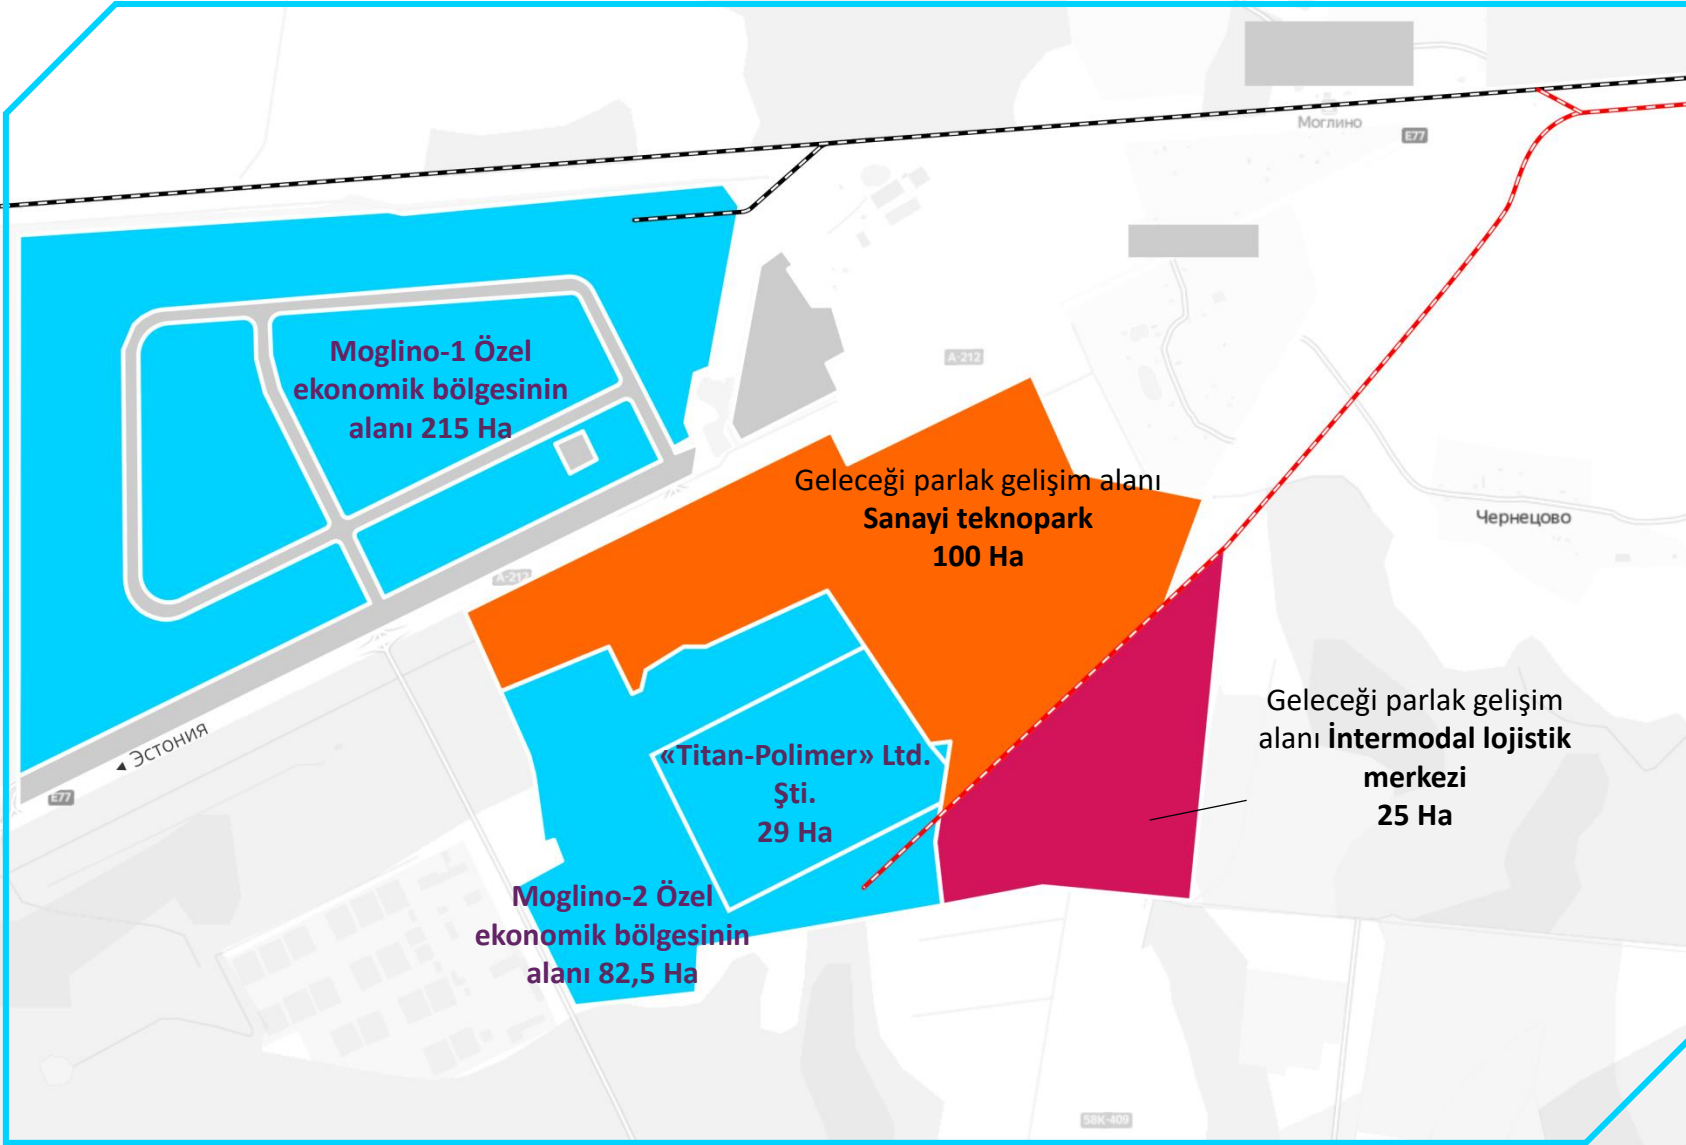 Моглино
E77
Moglino-1 Özel
ekonomik bölgesinin
alanı 215 Ha
A-212
Geleceği parlak gelişim alanı
Sanayi teknopark
100 Ha
Чернецово
A-212
◄ Эстония
E77
«Titan-Polimer» Ltd.
Şti.
29 Ha
Geleceği parlak gelişim
alanı İntermodal lojistik
merkezi
25 Ha
Moglino-2 Özel
ekonomik bölgesinin
alanı 82,5 Ha
58K-409